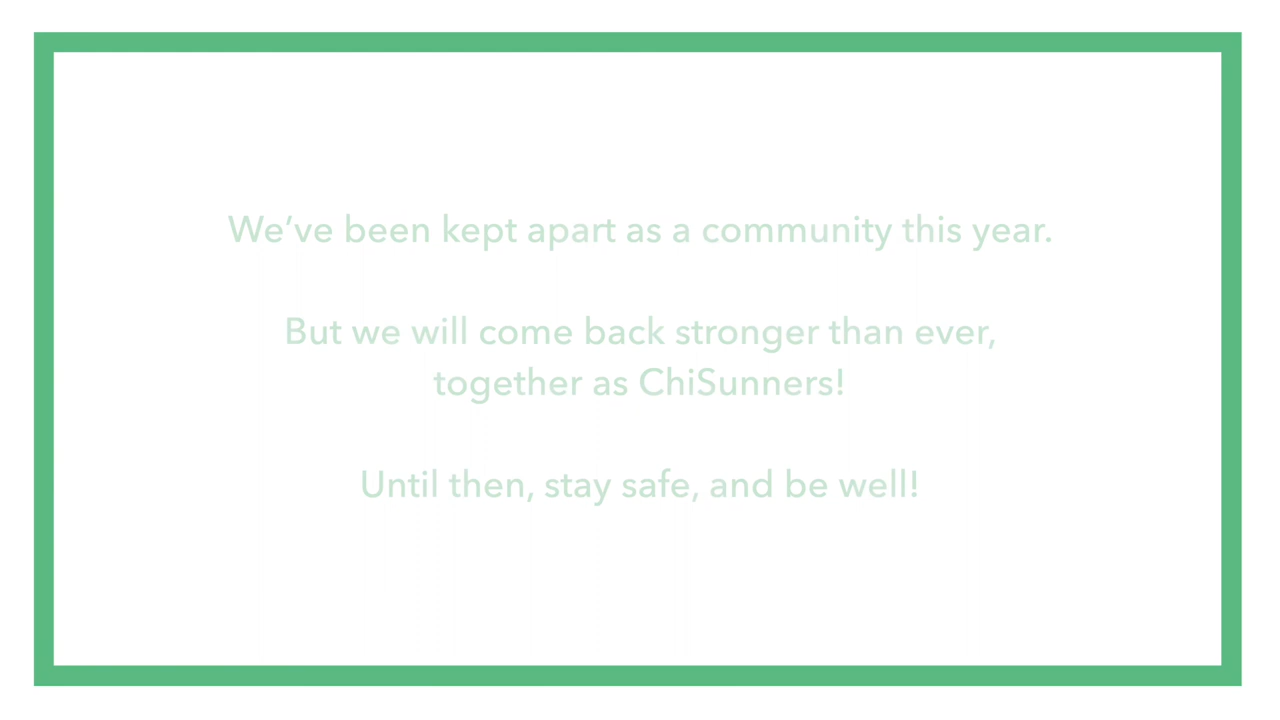 We’ve been kept apart as a community this year.
But we will come back stronger than ever,
together as ChiSunners!
Until then, stay safe, and be well!